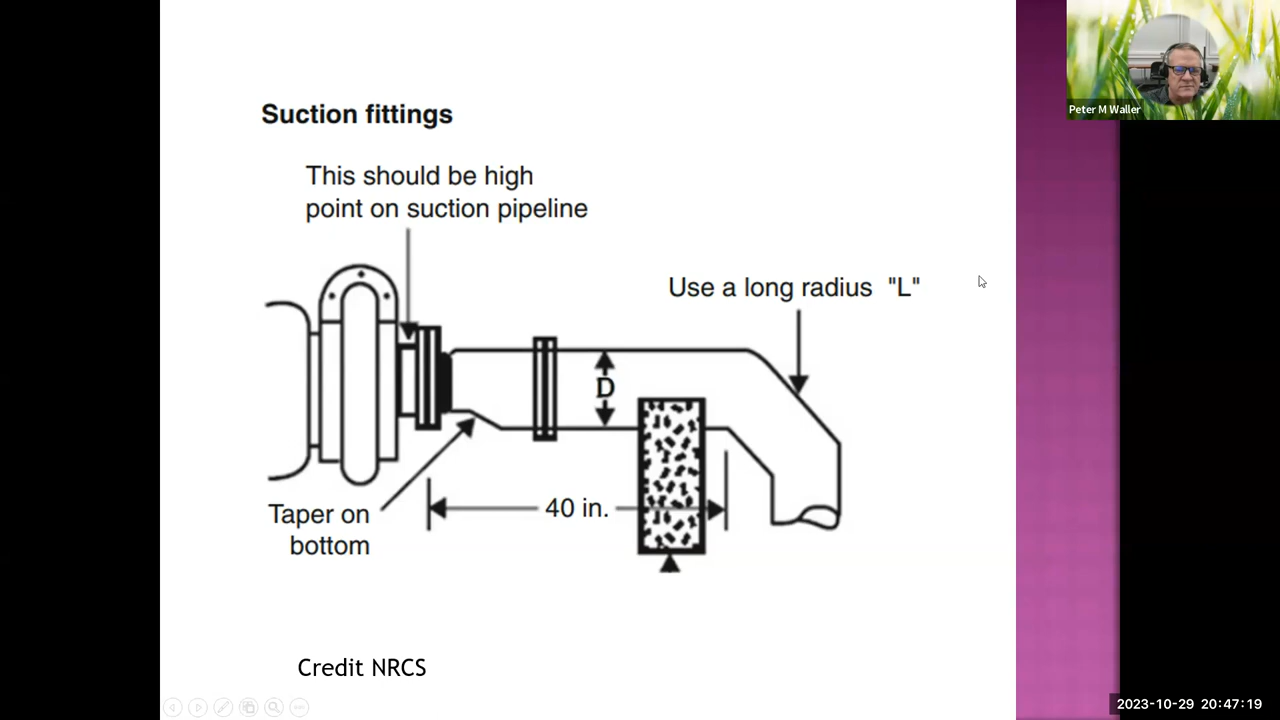 Peter M Waller
Suction fittings
This should be high
point on suction pipeline
Use a long radius "L"
D
40 in.
Taper on
bottom
Credit NRCS
2023-10-29 20:47:19